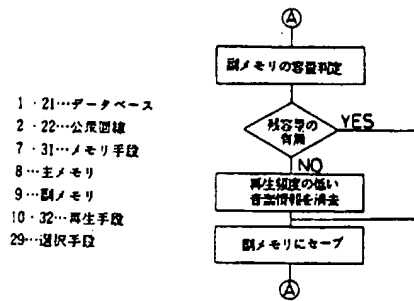 1・21…データベース
2・22…公衆回線
7・31…メモリ手段
8…主メモリ
9…副メモリ
10・32…再生手段
29…選択手段
A
副メモリの容量判定
残容量の
有無
YES
NO
再生頻度の低い
音楽情報を消去
副メモリにセーブ
A